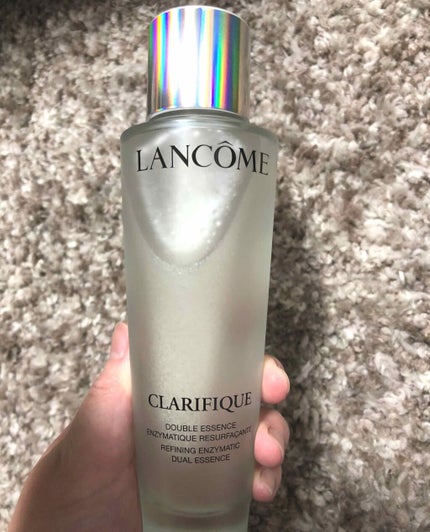 LANCÔME
CLARIFIQUE
DOUBLE ESSENCE
ENZYMATIQUE RESURFAÇANTE
REFINING ENZYMATIC
DUAL ESSENCE